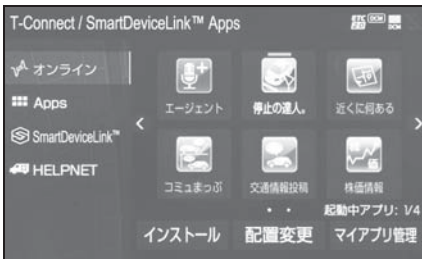 T-Connect / SmartDeviceLink™ Apps
ETC DCM
DCM
オンライン
Apps
SmartDeviceLink™
HELPNET
エージェント
停止の達人。
近くに何ある
コミュまっぷ
交通情報投稿
株価情報
起動中アプリ: 1/4
インストール
配置変更
マイアプリ管理